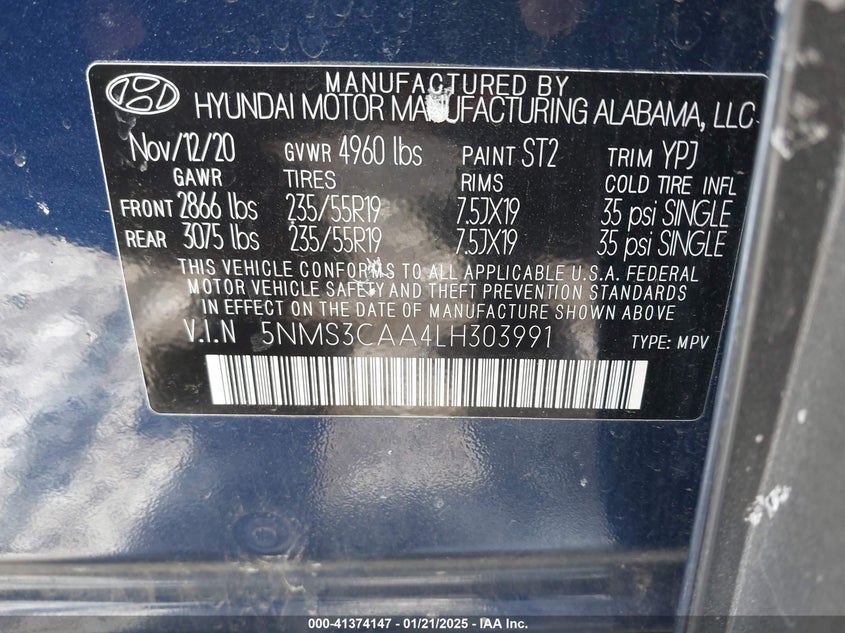 MANUFACTURED BY
HYUNDAI MOTOR MANUFACTURING ALABAMA, LLC
Nov/12/20 GVWR 4960 lbs PAINT ST2 TRIM YPJ
GAWR TIRES RIMS COLD TIRE INFL
FRONT 2866 lbs 235/55R19 7.5JX19 35 psi SINGLE
REAR 3075 lbs 235/55R19 7.5JX19 35 psi SINGLE
THIS VEHICLE CONFORMS TO ALL APPLICABLE U.S.A. FEDERAL
MOTOR VEHICLE SAFETY AND THEFT PREVENTION STANDARDS
IN EFFECT ON THE DATE OF MANUFACTURE SHOWN ABOVE
V.I.N 5NMS3CAA4LH303991 TYPE: MPV
000-41374147 - 01/21/2025 - IAA Inc.